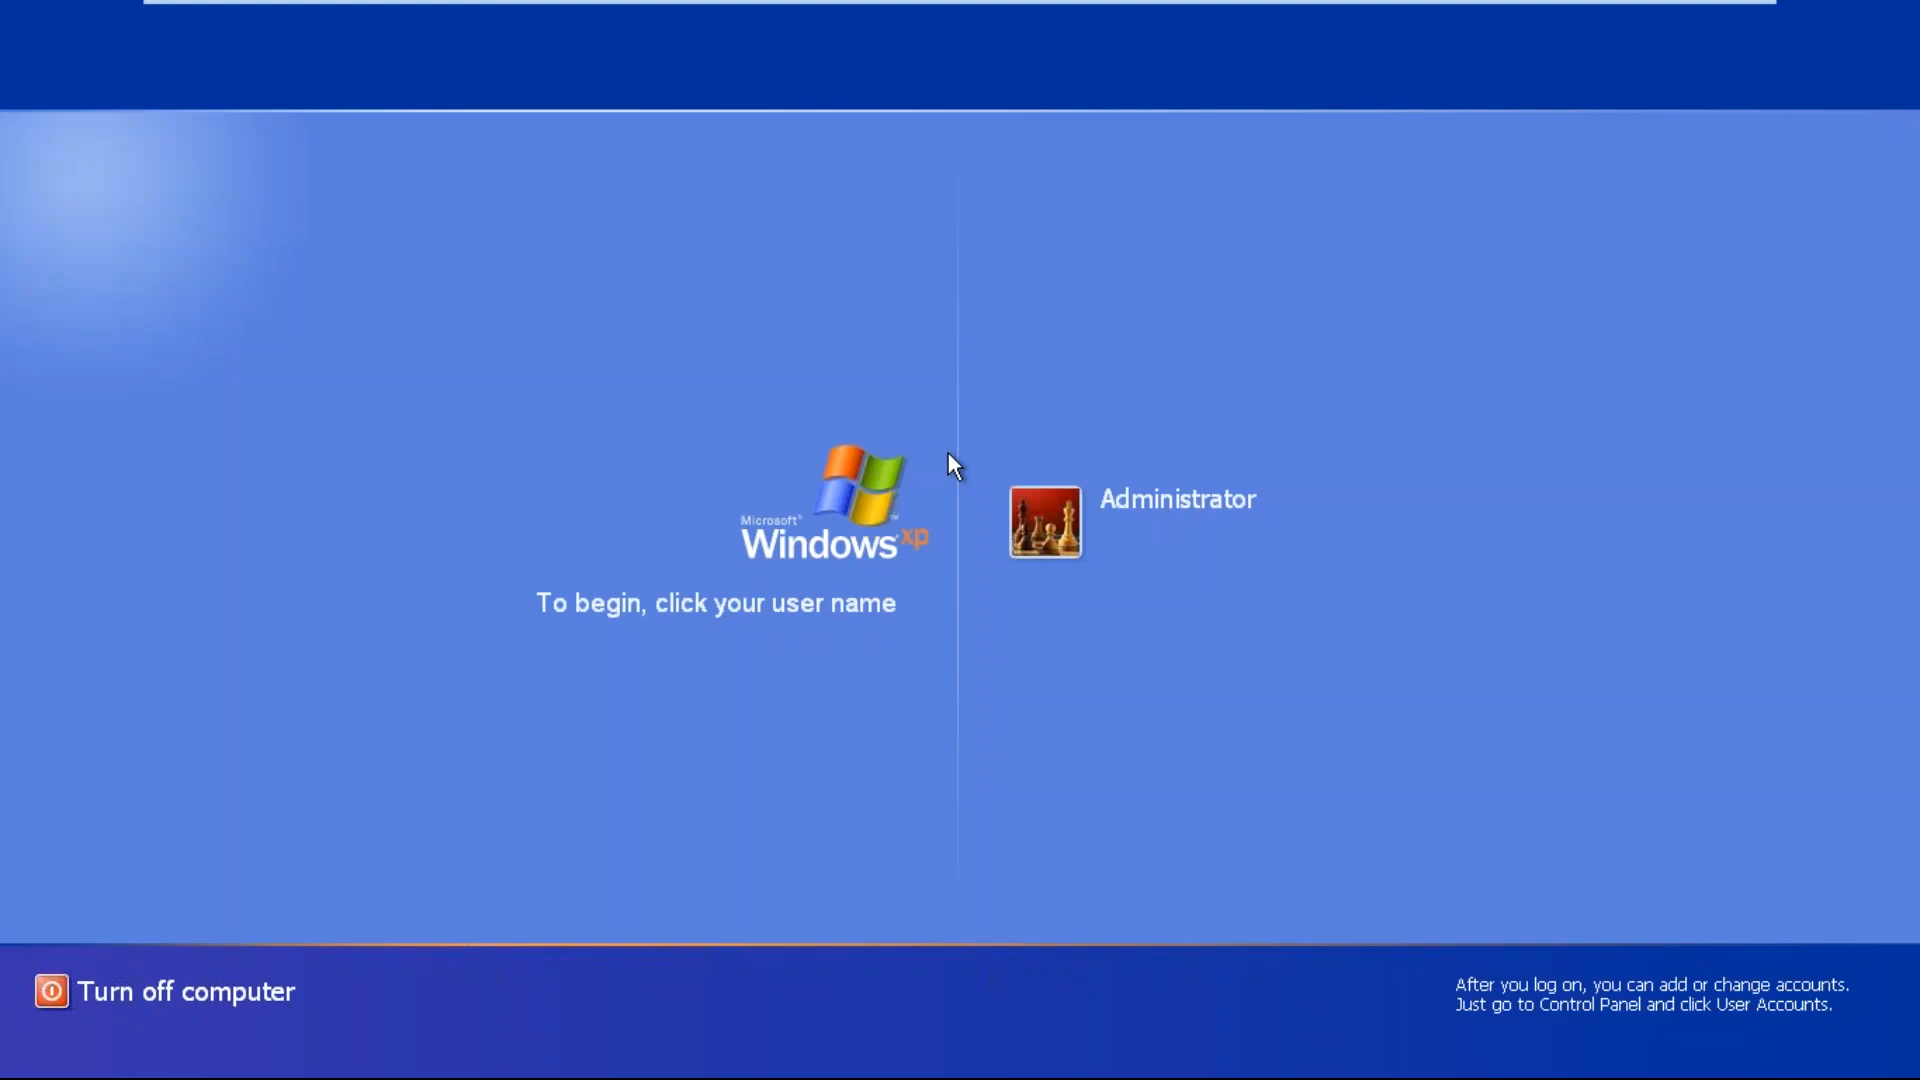 Microsoft®
Windows xp
To begin, click your user name
Administrator
Turn off computer
After you log on, you can add or change accounts.
Just go to Control Panel and click User Accounts.